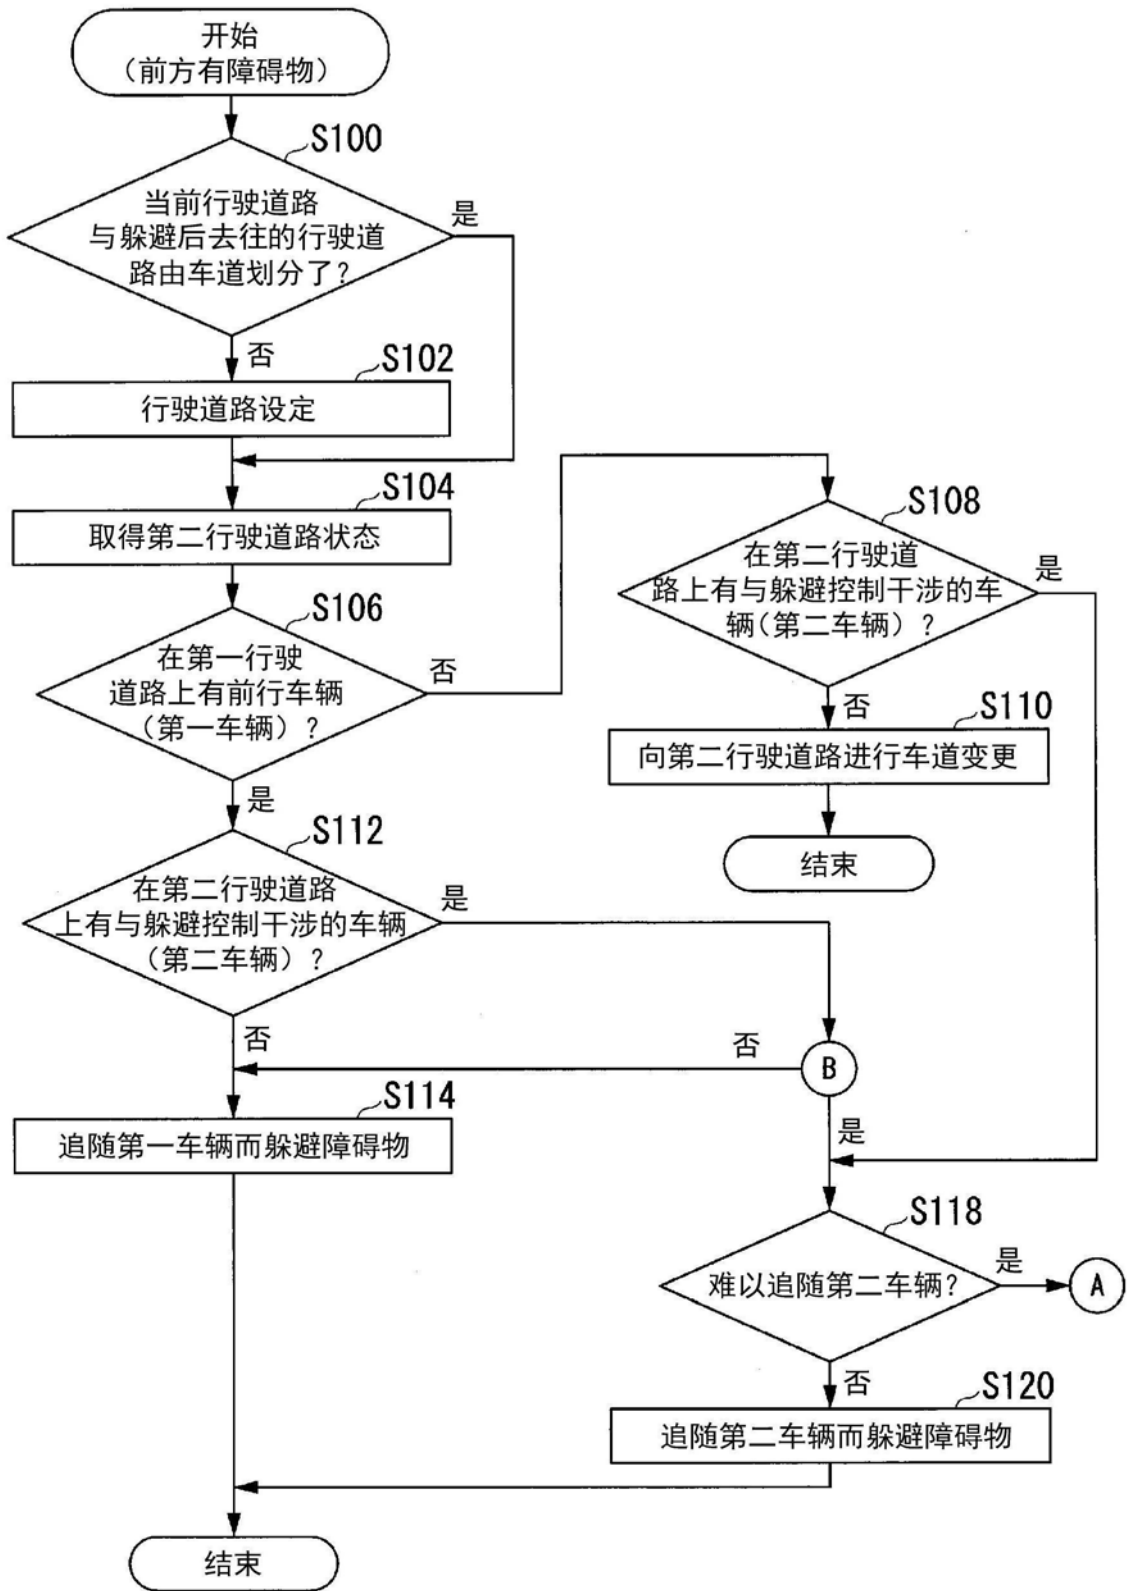 开始
（前方有障碍物）
S100
当前行驶道路
与躲避后去往的行驶道
路由车道划分了？
是
否
S102
行驶道路设定
S104
取得第二行驶道路状态
S106
在第一行驶
道路上有前行车辆
（第一车辆）？
否
是
S108
在第二行驶道
路上有与躲避控制干涉的车
辆（第二车辆）？
是
否
S110
向第二行驶道路进行车道变更
结束
S112
在第二行驶道路
上有与躲避控制干涉的车辆
（第二车辆）？
是
否
B
否
是
S114
追随第一车辆而躲避障碍物
S118
难以追随第二车辆？
是
A
否
S120
追随第二车辆而躲避障碍物
结束